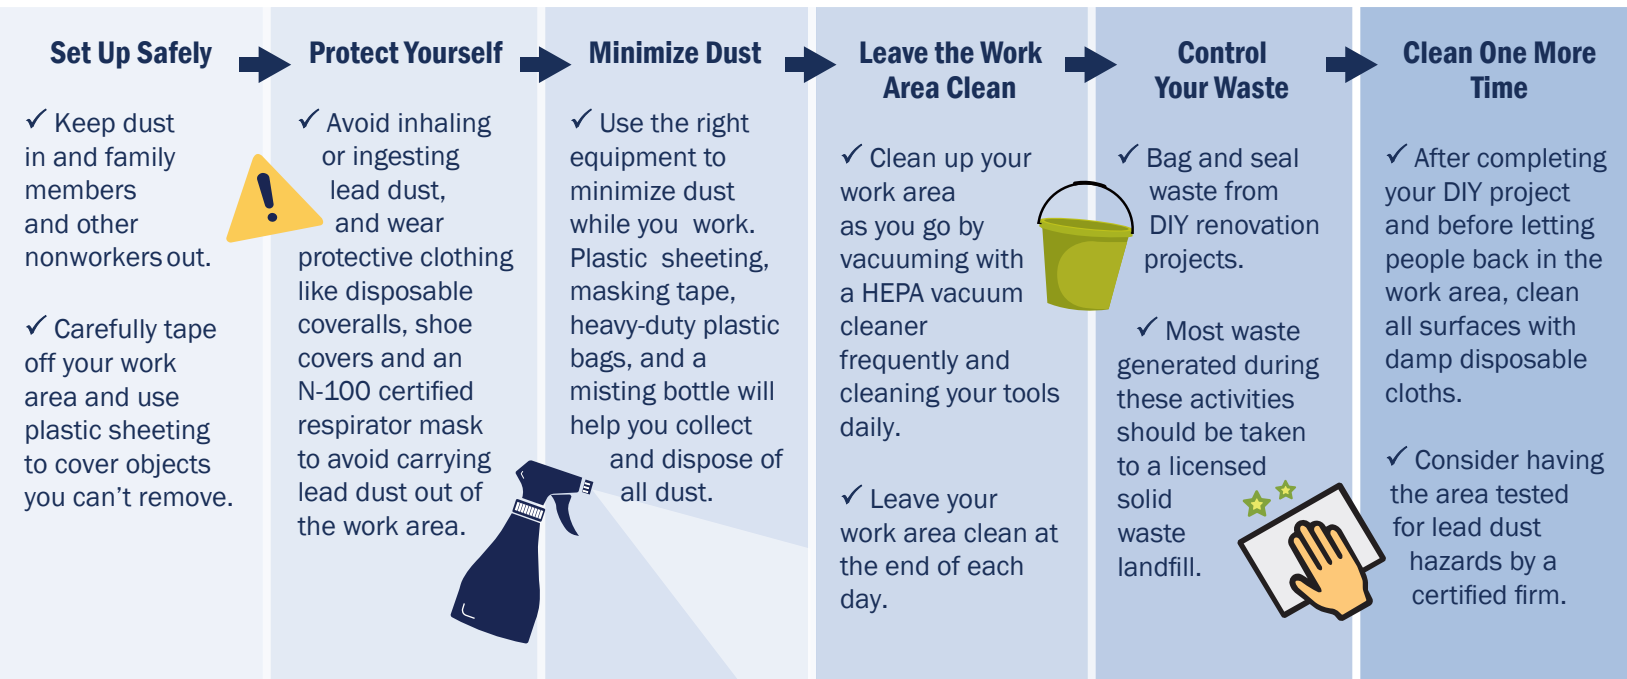 Set Up Safely
✓ Keep dust
in and family
members
and other
nonworkers out.
✓ Carefully tape
off your work
area and use
plastic sheeting
to cover objects
you can't remove.
Protect Yourself
✓ Avoid inhaling
or ingesting
lead dust,
and wear
protective clothing
like disposable
coveralls, shoe
covers and an
N-100 certified
respirator mask
to avoid carrying
lead dust out of
the work area.
Minimize Dust
✓ Use the right
equipment to
minimize dust
while you work.
Plastic sheeting,
masking tape,
heavy-duty plastic
bags, and a
misting bottle will
help you collect
and dispose of
all dust.
Leave the Work
Area Clean
✓ Clean up your
work area
as you go by
vacuuming with
a HEPA vacuum
cleaner
frequently and
cleaning your tools
daily.
✓ Leave your
work area clean at
the end of each
day.
Control
Your Waste
✓ Bag and seal
waste from
DIY renovation
projects.
✓ Most waste
generated during
these activities
should be taken
to a licensed
solid
waste
landfill.
Clean One More
Time
✓ After completing
your DIY project
and before letting
people back in the
work area, clean
all surfaces with
damp disposable
cloths.
✓ Consider having
the area tested
for lead dust
hazards by a
certified firm.